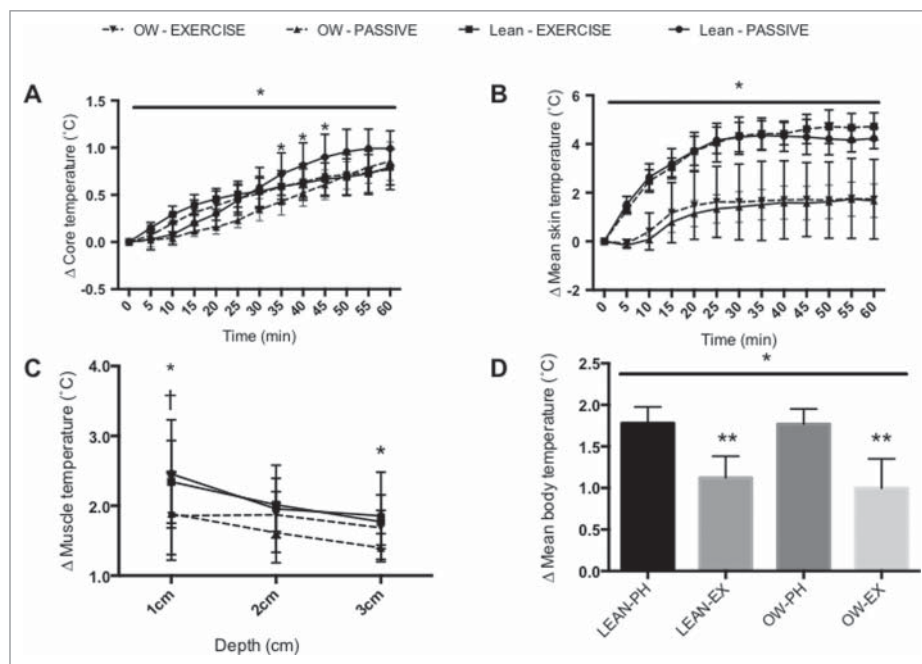 OW - EXERCISE OW - PASSIVE Lean - EXERCISE Lean - PASSIVE
A
*
* * *
Δ Core temperature (˚C)
1.5
1.0
0.5
0.0
-0.5
0 5 10 15 20 25 30 35 40 45 50 55 60
Time (min)
B
*
Δ Mean skin temperature (˚C)
6
4
2
0
-2
0 5 10 15 20 25 30 35 40 45 50 55 60
Time (min)
C
*
†
*
Δ Muscle temperature (˚C)
4.0
3.0
2.0
1.0
1cm 2cm 3cm
Depth (cm)
D
*
** **
Δ Mean body temperature (˚C)
2.5
2.0
1.5
1.0
0.5
0.0
LEAN-PH LEAN-EX OW-PH OW-EX